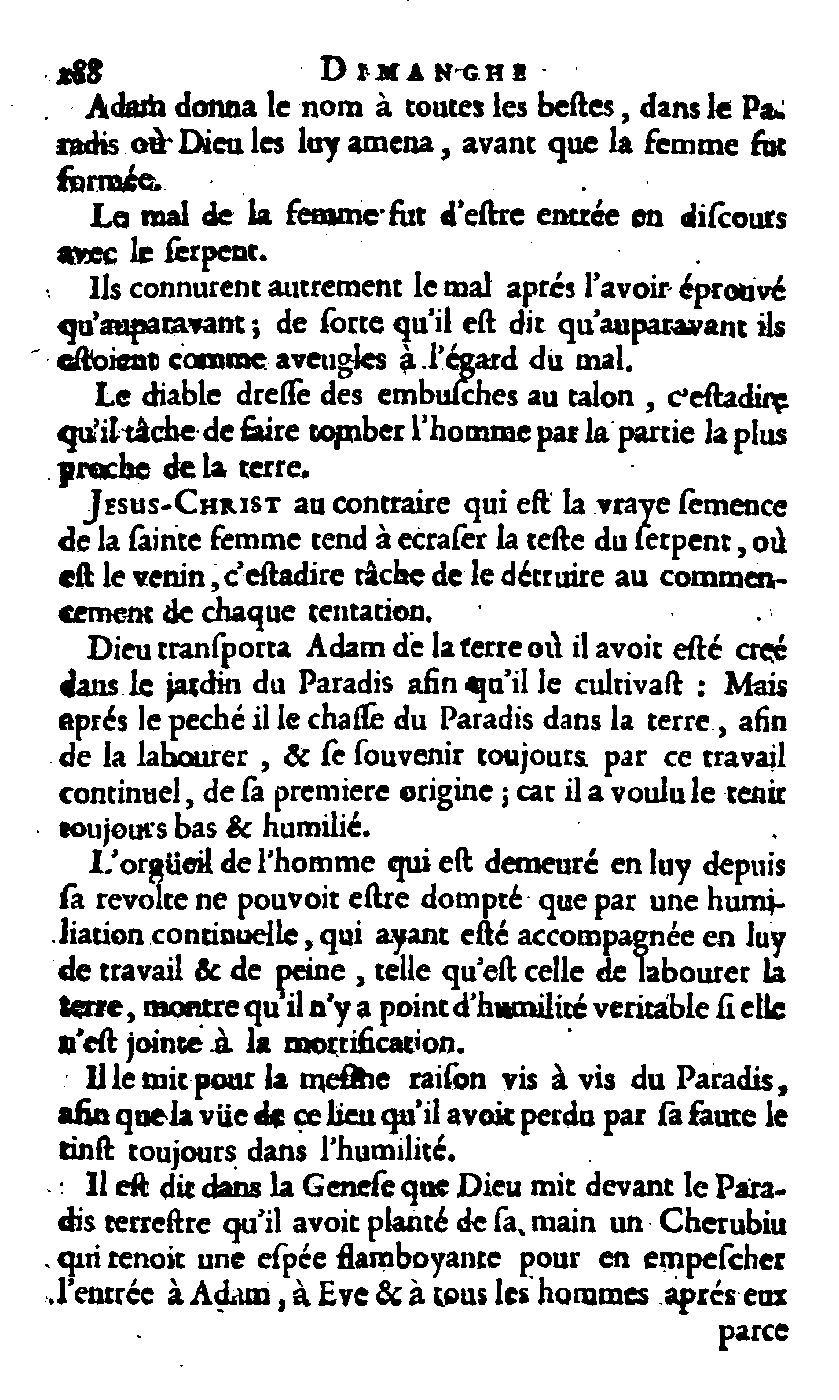 188 DIMANCHE
Adam donna le nom à toutes les beſtes, dans le Pa-
radis où Dieu les luy amena, avant que la femme fut
formée.
Le mal de la femme fut d'eſtre entrée en diſcours
avec le ſerpent.
Ils connurent autrement le mal aprés l'avoir éprouvé
qu'auparavant; de ſorte qu'il eſt dit qu'auparavant ils
eſtoient comme aveugles à l'égard du mal.
Le diable dreſſe des embuſches au talon, c'eſtadire
qu'il tâche de faire tomber l'homme par la partie la plus
proche de la terre.
JESUS-CHRIST au contraire qui eſt la vraye ſemence
de la ſainte femme tend à ecraſer la teſte du ſerpent, où
eſt le venin, c'eſtadire tâche de le détruire au commen-
cement de chaque tentation.
Dieu tranſporta Adam de la terre où il avoit eſté creé
dans le jardin du Paradis afin qu'il le cultivaſt : Mais
aprés le peché il le chaſſe du Paradis dans la terre, afin
de la labourer, & ſe ſouvenir toujours par ce travail
continuel, de ſa premiere origine; car il a voulu le tenir
toujours bas & humilié.
L'orgüeil de l'homme qui eſt demeuré en luy depuis
ſa revolte ne pouvoit eſtre dompté que par une humi-
liation continuelle, qui ayant eſté accompagnée en luy
de travail & de peine, telle qu'eſt celle de labourer la
terre, montre qu'il n'y a point d'humilité veritable ſi elle
n'eſt jointe à la mortification.
Il le mit pour la meſme raiſon vis à vis du Paradis,
afin que la vüe de ce lieu qu'il avoit perdu par ſa faute le
tinſt toujours dans l'humilité.
Il eſt dit dans la Geneſe que Dieu mit devant le Para-
dis terreſtre qu'il avoit planté de ſa main un Cherubin
qui tenoit une eſpée flamboyante pour en empeſcher
l'entrée à Adam, à Eve & à tous les hommes aprés eux
parce